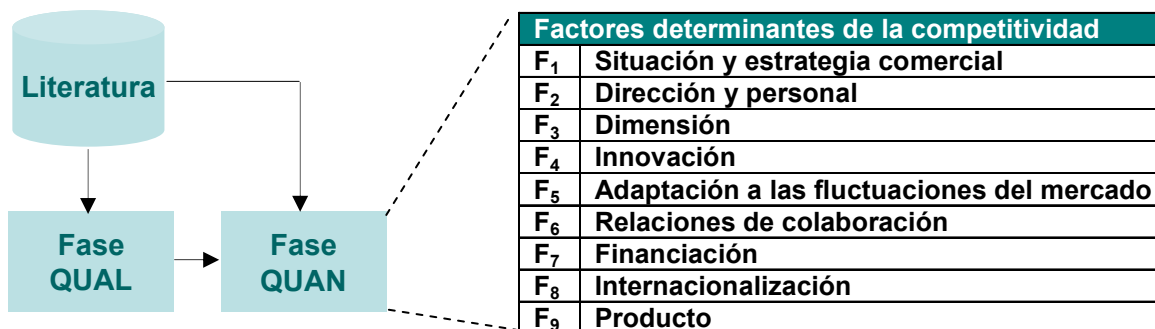 Literatura
Fase
QUAL
Fase
QUAN
Factores determinantes de la competitividad
F₁ Situación y estrategia comercial
F₂ Dirección y personal
F₃ Dimensión
F₄ Innovación
F₅ Adaptación a las fluctuaciones del mercado
F₆ Relaciones de colaboración
F₇ Financiación
F₈ Internacionalización
F₉ Producto